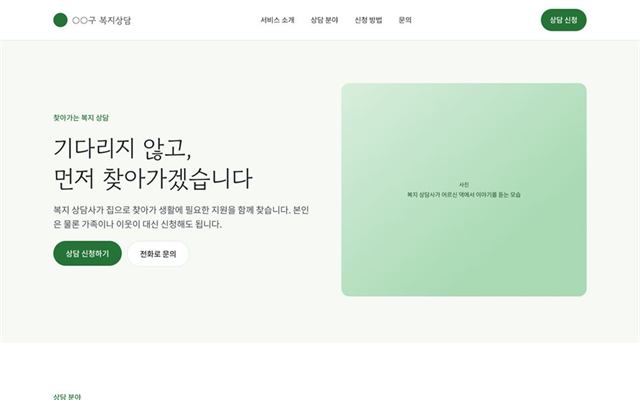 ○○구 복지상담
서비스 소개
상담 분야
신청 방법
문의
상담 신청
찾아가는 복지 상담
기다리지 않고,
먼저 찾아가겠습니다
복지 상담사가 집으로 찾아가 생활에 필요한 지원을 함께 찾습니다. 본인
은 물론 가족이나 이웃이 대신 신청해도 됩니다.
상담 신청하기
전화로 문의
사진
복지 상담사가 어르신 댁에서 이야기를 듣는 모습
상담 분야